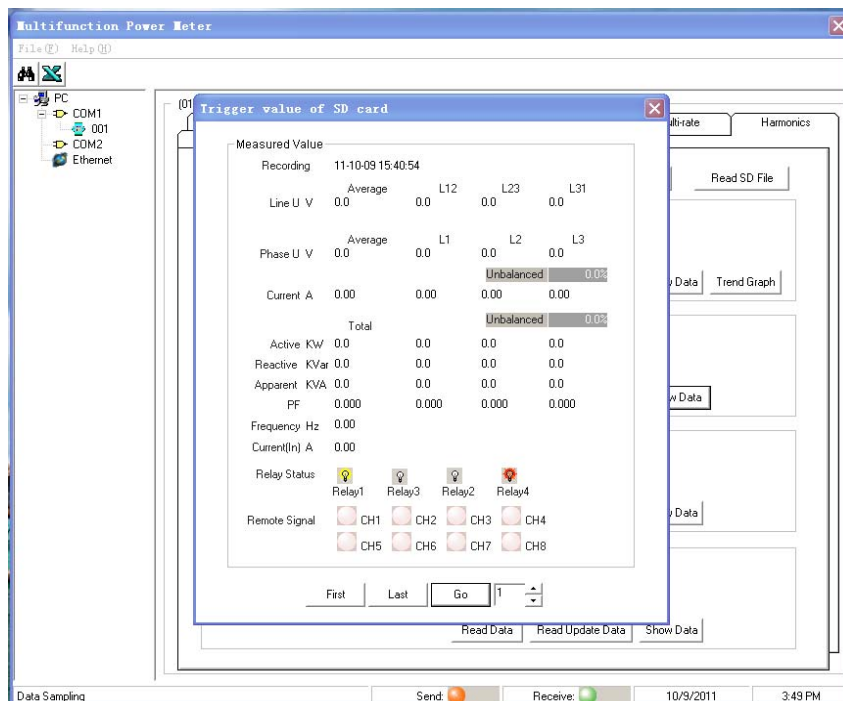 Multifunction Power Meter
File(F) Help(H)
PC
COM1
001
COM2
Ethernet
(01
Trigger value of SD card
ulti-rate
Harmonics
Read SD File
Measured Value
Recording 11-10-09 15:40:54
Average L12 L23 L31
Line U V 0.0 0.0 0.0 0.0
Average L1 L2 L3
Phase U V 0.0 0.0 0.0 0.0
Unbalanced 0.0%
Data Trend Graph
Current A 0.00 0.00 0.00 0.00
Unbalanced 0.0%
Total
Active KW 0.0 0.0 0.0 0.0
Reactive KVar 0.0 0.0 0.0 0.0
Apparent KVA 0.0 0.0 0.0 0.0
w Data
PF 0.000 0.000 0.000 0.000
Frequency Hz 0.00
Current(In) A 0.00
Relay Status
Relay1 Relay3 Relay2 Relay4
Data
Remote Signal CH1 CH2 CH3 CH4
CH5 CH6 CH7 CH8
First Last Go 1
Read Data Read Update Data Show Data
Data Sampling Send: Receive: 10/9/2011 3:49 PM